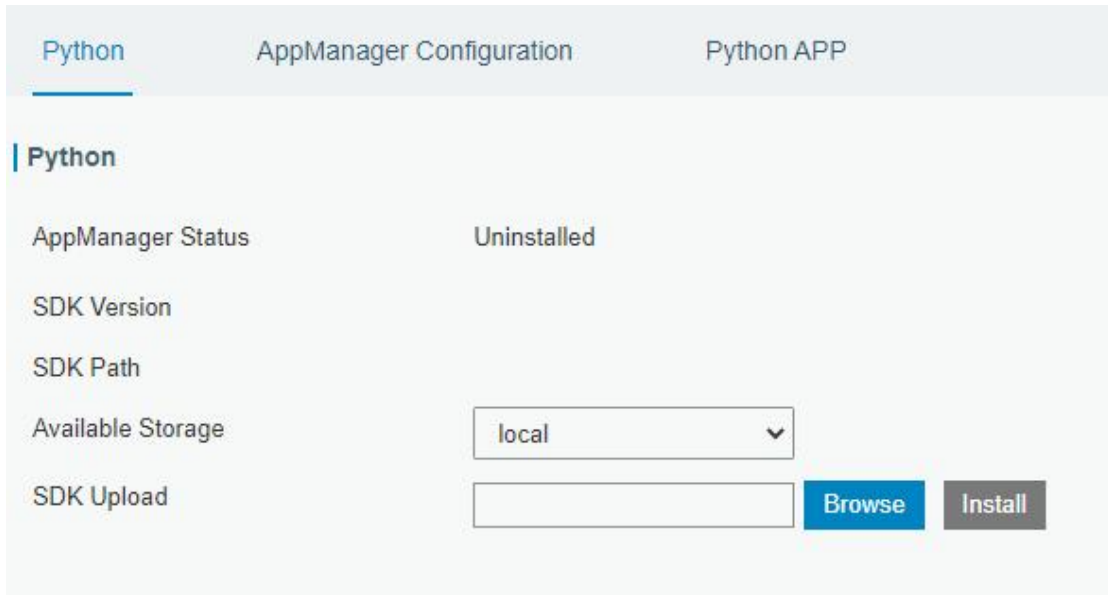 Python AppManager Configuration Python APP
Python
AppManager Status Uninstalled
SDK Version
SDK Path
Available Storage local
SDK Upload Browse Install